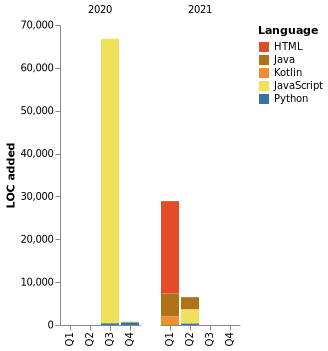 2020 2021
Language
HTML
Java
Kotlin
JavaScript
Python
LOC added
70,000
60,000
50,000
40,000
30,000
20,000
10,000
0
Q1 Q2 Q3 Q4 Q1 Q2 Q3 Q4